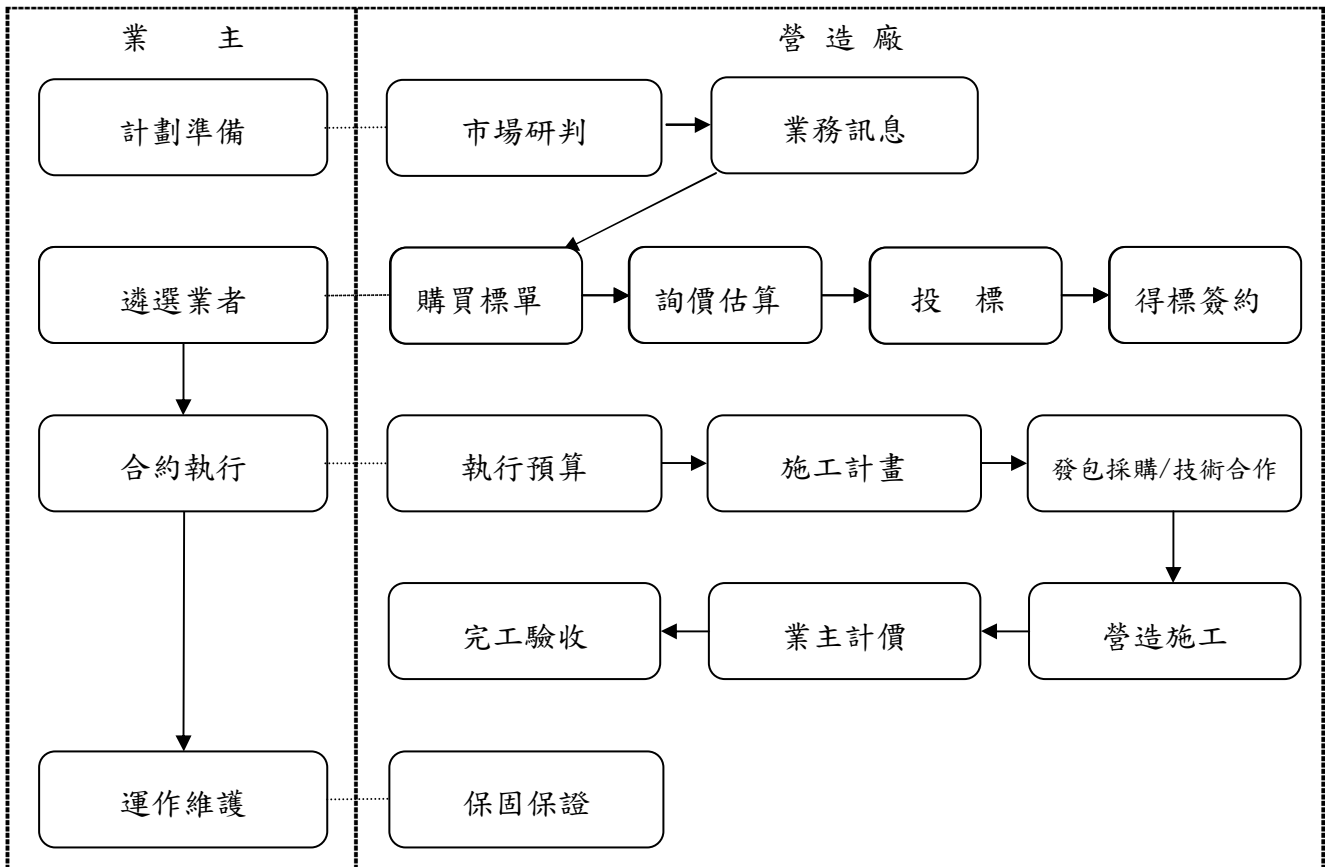 業 主 營 造 廠
計劃準備 市場研判 業務訊息
遴選業者 購買標單 詢價估算 投 標 得標簽約
合約執行 執行預算 施工計畫 發包採購/技術合作
完工驗收 業主計價 營造施工
運作維護 保固保證